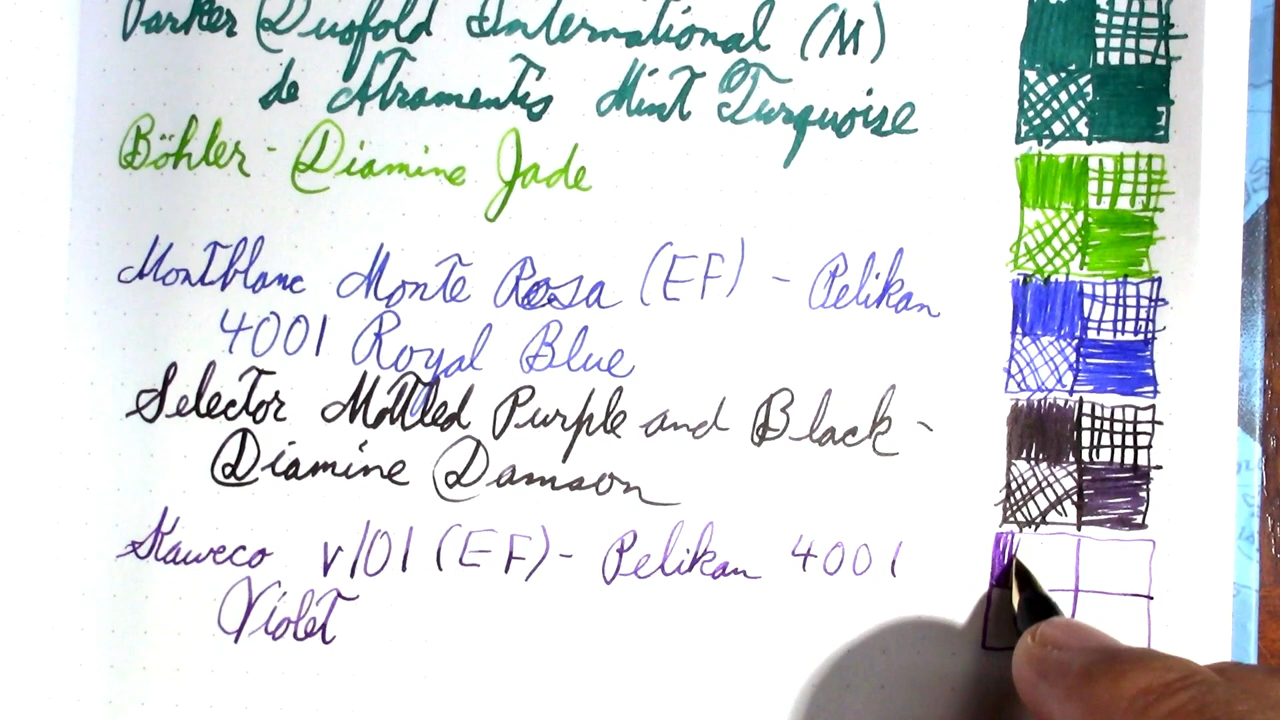 Parker Duofold International (M)
de Atramentis Mint Turquoise
Böhler - Diamine Jade
Montblanc Monte Rosa (EF) - Pelikan
4001 Royal Blue
Selector Mottled Purple and Black -
Diamine Damson
Kaweco V101 (EF) - Pelikan 4001
Violet